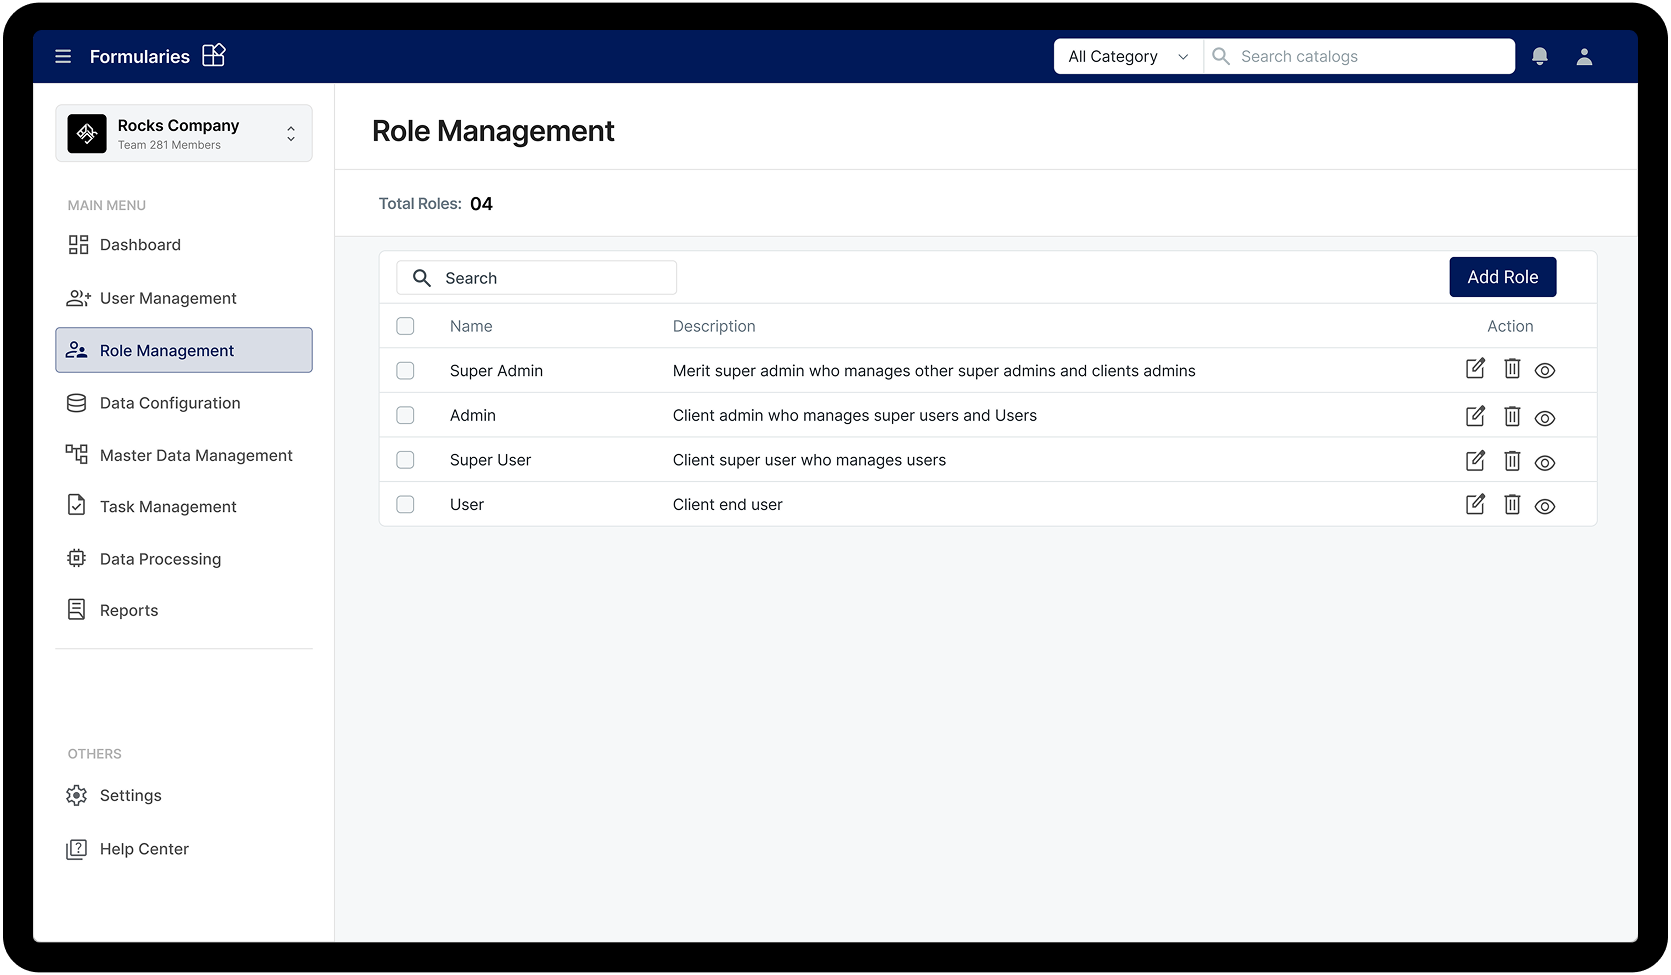 Formularies
All Category
Search catalogs
Rocks Company
Team 281 Members
MAIN MENU
Dashboard
User Management
Role Management
Data Configuration
Master Data Management
Task Management
Data Processing
Reports
OTHERS
Settings
Help Center
Role Management
Total Roles: 04
Search
Add Role
Name Description Action
Super Admin Merit super admin who manages other super admins and clients admins
Admin Client admin who manages super users and Users
Super User Client super user who manages users
User Client end user